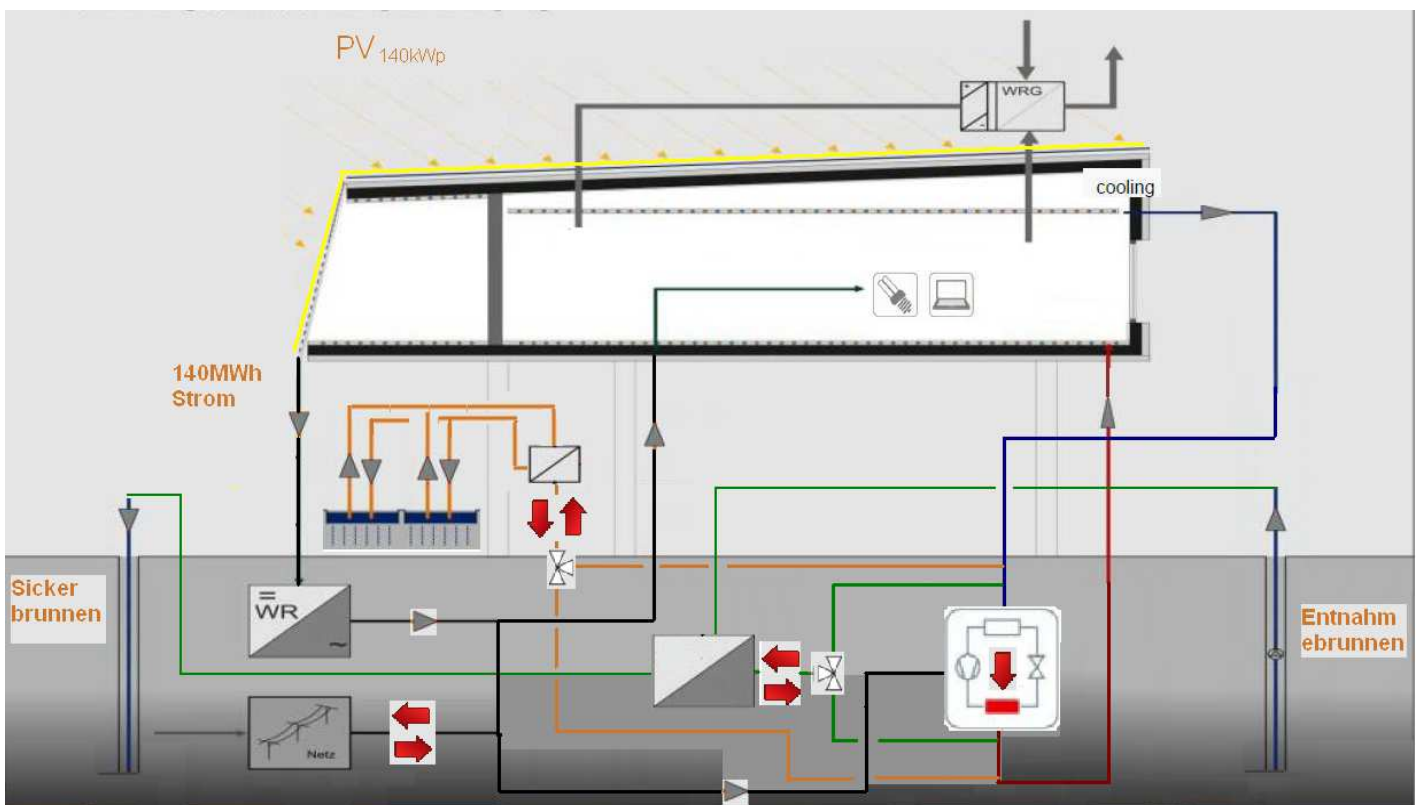 PV 140kWp
WRG
cooling
140MWh
Strom
Sicker
brunnen
=
WR
~
Entnahm
ebrunnen
Netz